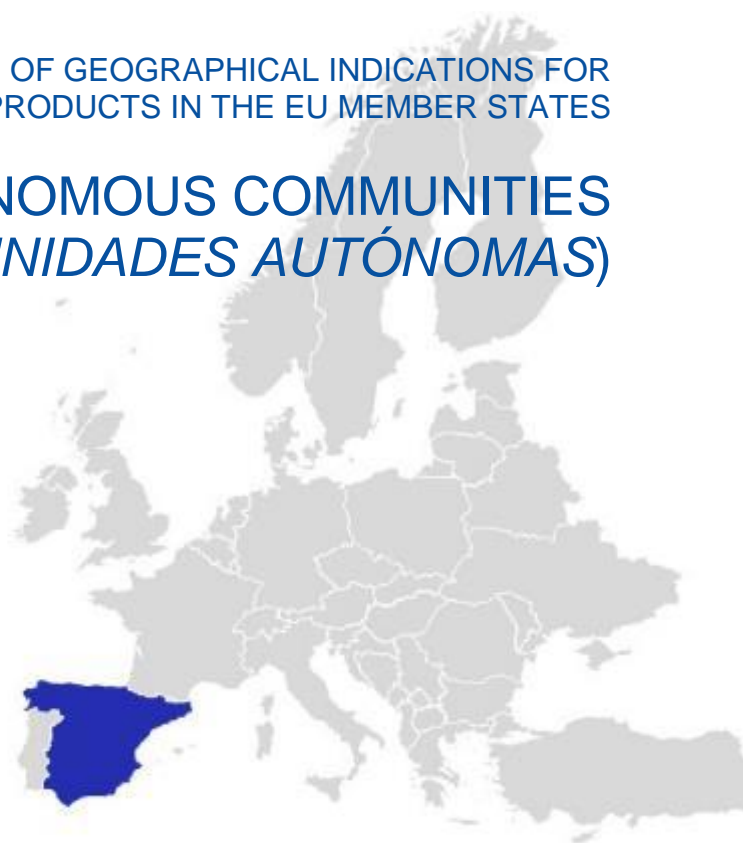 OF GEOGRAPHICAL INDICATIONS FOR
PRODUCTS IN THE EU MEMBER STATES
NOMOUS COMMUNITIES
NIDADES AUTÓNOMAS)